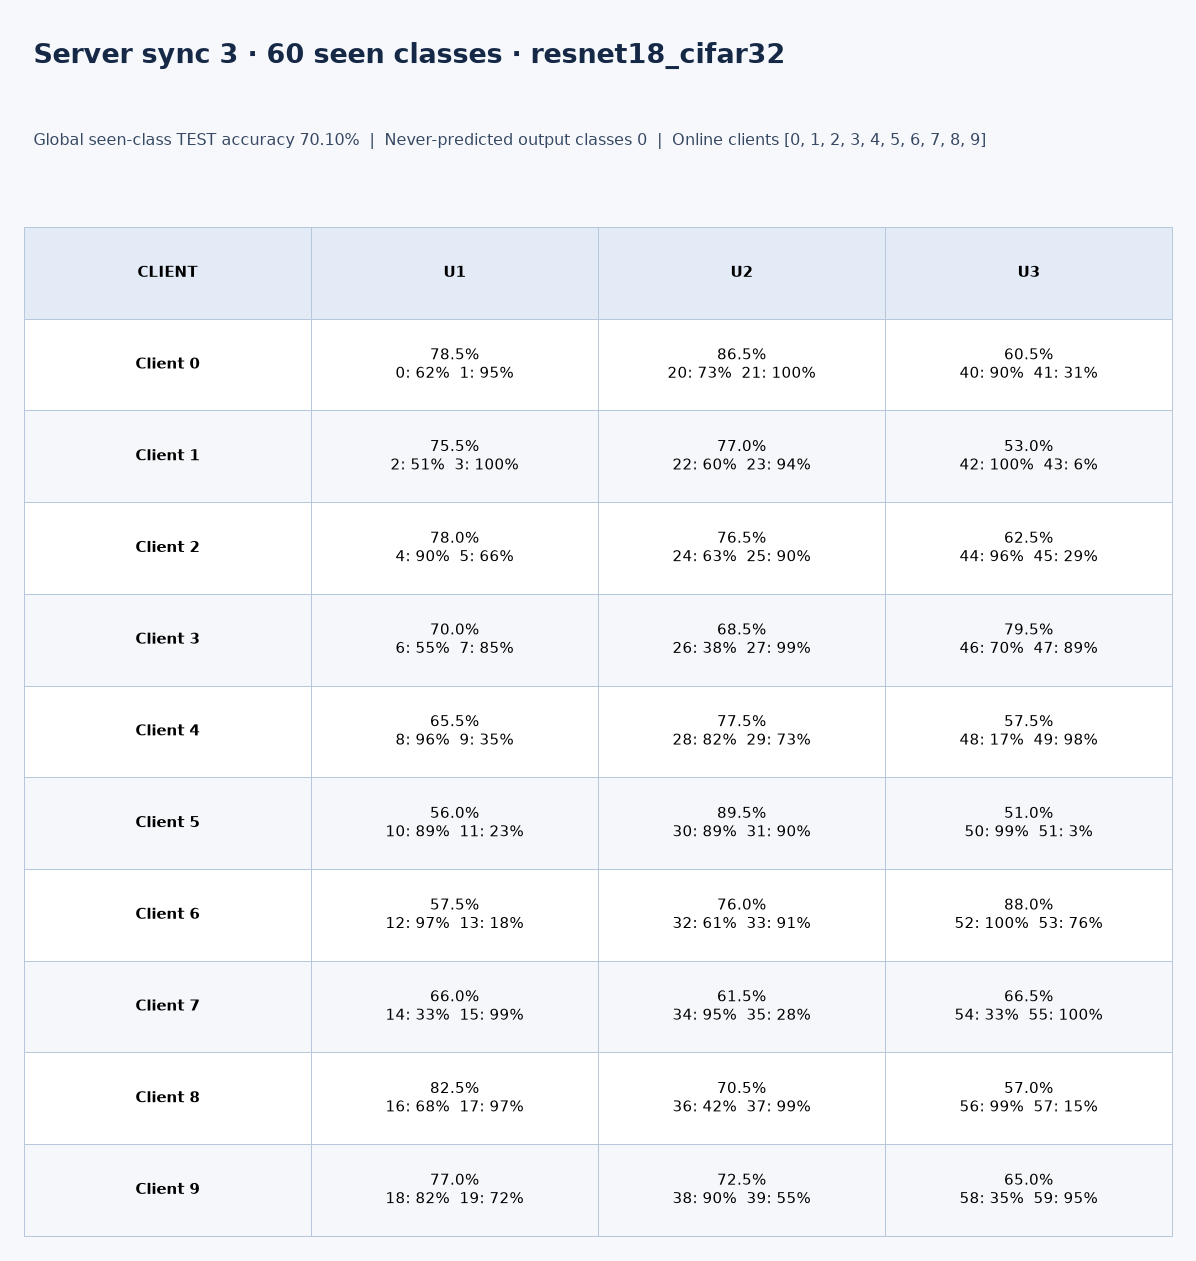 Server sync 3 · 60 seen classes · resnet18_cifar32
Global seen-class TEST accuracy 70.10% | Never-predicted output classes 0 | Online clients [0, 1, 2, 3, 4, 5, 6, 7, 8, 9]
CLIENT U1 U2 U3
Client 0
78.5%
0: 62% 1: 95%
86.5%
20: 73% 21: 100%
60.5%
40: 90% 41: 31%
Client 1
75.5%
2: 51% 3: 100%
77.0%
22: 60% 23: 94%
53.0%
42: 100% 43: 6%
Client 2
78.0%
4: 90% 5: 66%
76.5%
24: 63% 25: 90%
62.5%
44: 96% 45: 29%
Client 3
70.0%
6: 55% 7: 85%
68.5%
26: 38% 27: 99%
79.5%
46: 70% 47: 89%
Client 4
65.5%
8: 96% 9: 35%
77.5%
28: 82% 29: 73%
57.5%
48: 17% 49: 98%
Client 5
56.0%
10: 89% 11: 23%
89.5%
30: 89% 31: 90%
51.0%
50: 99% 51: 3%
Client 6
57.5%
12: 97% 13: 18%
76.0%
32: 61% 33: 91%
88.0%
52: 100% 53: 76%
Client 7
66.0%
14: 33% 15: 99%
61.5%
34: 95% 35: 28%
66.5%
54: 33% 55: 100%
Client 8
82.5%
16: 68% 17: 97%
70.5%
36: 42% 37: 99%
57.0%
56: 99% 57: 15%
Client 9
77.0%
18: 82% 19: 72%
72.5%
38: 90% 39: 55%
65.0%
58: 35% 59: 95%